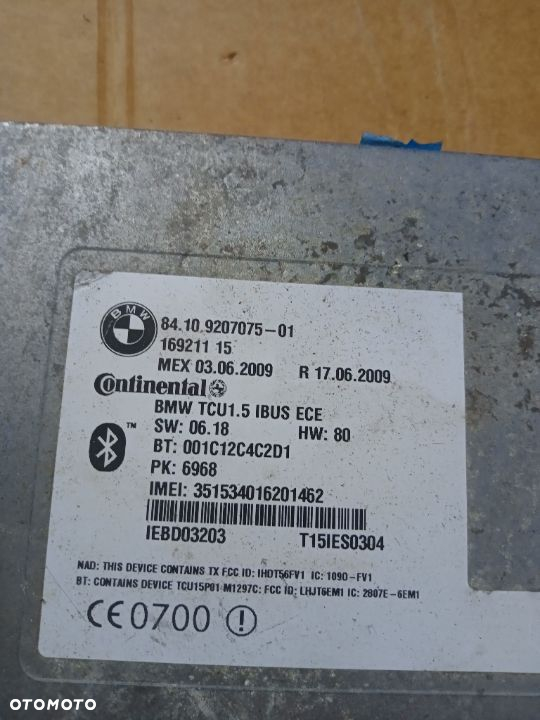 BMW
84.10.9207075-01
169211 15
MEX 03.06.2009 R 17.06.2009
Continental
BMW TCU1.5 IBUS ECE
SW: 06.18 HW: 80
BT: 001C12C4C2D1
PK: 6968
IMEI: 351534016201462
IEBD03203 T15IES0304
NAD: THIS DEVICE CONTAINS TX FCC ID: IHDT56FV1 IC: 109O-FV1
BT: CONTAINS DEVICE TCU15P01 M1297C: FCC ID: LHJT6EM1 IC: 2807E-6EM1
CE0700
OTOMOTO